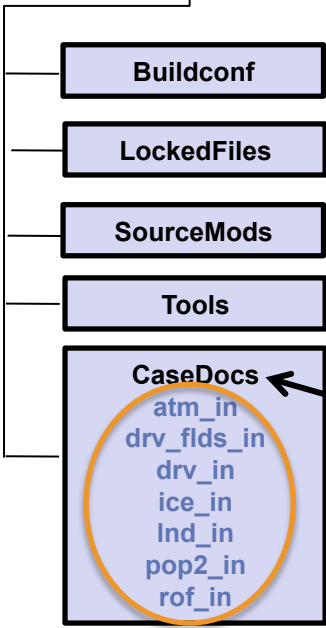 Buildconf
LockedFiles
SourceMods
Tools
CaseDocs
atm_in
drv_flds_in
drv_in
ice_in
lnd_in
pop2_in
rof_in